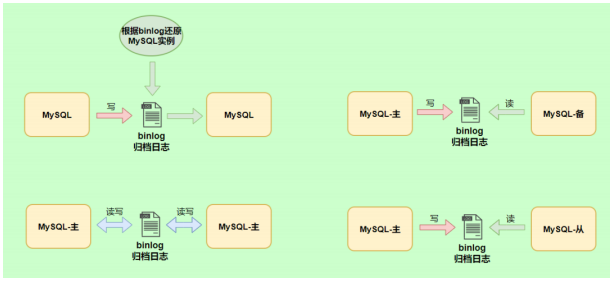 根据binlog还原
MySQL实例
MySQL
写
binlog
归档日志
MySQL
MySQL-主
写
binlog
归档日志
读
MySQL-备
MySQL-主
读写
binlog
归档日志
读写
MySQL-主
MySQL-主
写
binlog
归档日志
读
MySQL-从